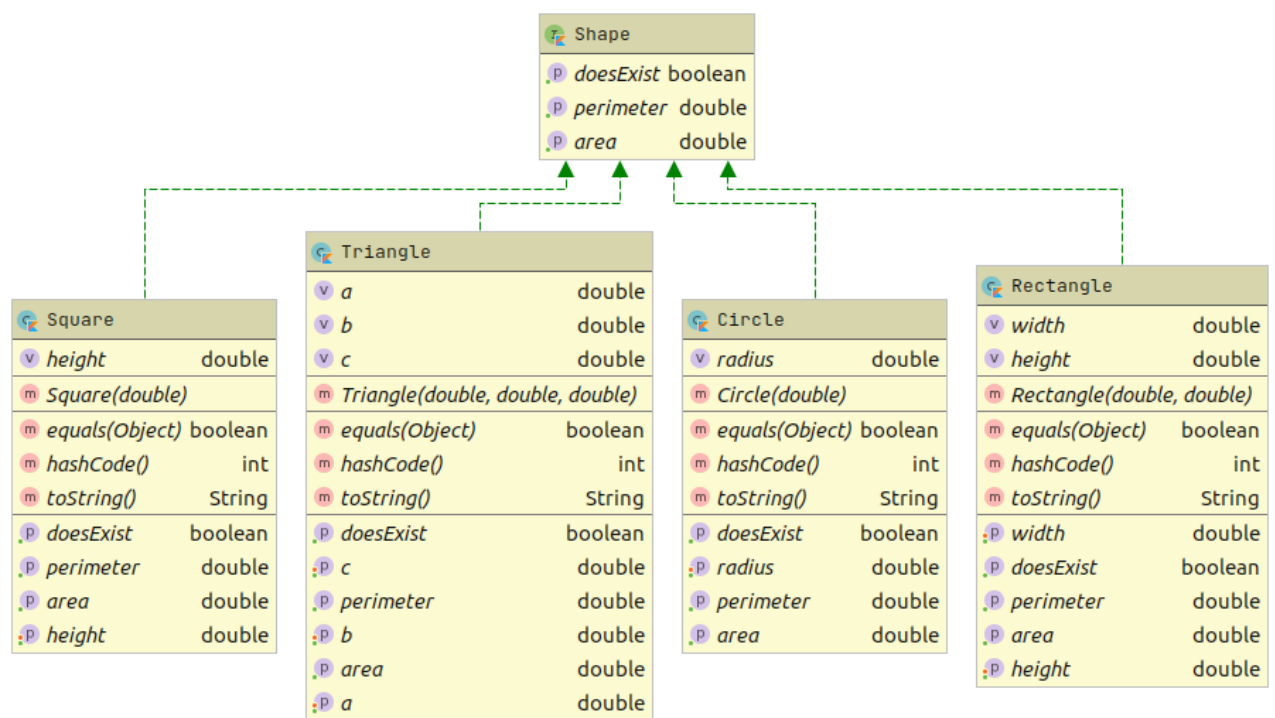 Shape
doesExist boolean
perimeter double
area double
Square
height double
Square(double)
equals(Object) boolean
hashCode() int
toString() String
doesExist boolean
perimeter double
area double
height double
Triangle
a double
b double
c double
Triangle(double, double, double)
equals(Object) boolean
hashCode() int
toString() String
doesExist boolean
c double
perimeter double
b double
area double
a double
Circle
radius double
Circle(double)
equals(Object) boolean
hashCode() int
toString() String
doesExist boolean
radius double
perimeter double
area double
Rectangle
width double
height double
Rectangle(double, double)
equals(Object) boolean
hashCode() int
toString() String
width double
doesExist boolean
perimeter double
area double
height double